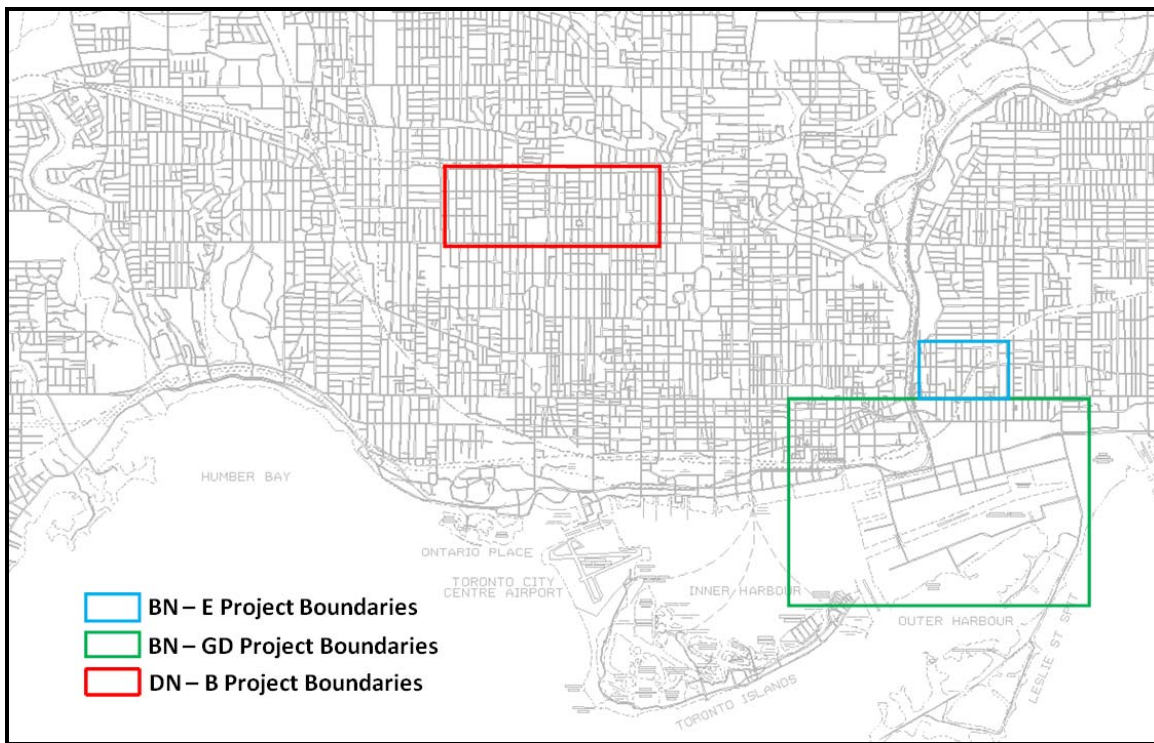 HUMBER BAY
ONTARIO PLACE
TORONTO CITY
CENTRE AIRPORT
INNER HARBOUR
OUTER HARBOUR
TORONTO ISLANDS
LESLIE ST SPIT
BN – E Project Boundaries
BN – GD Project Boundaries
DN – B Project Boundaries